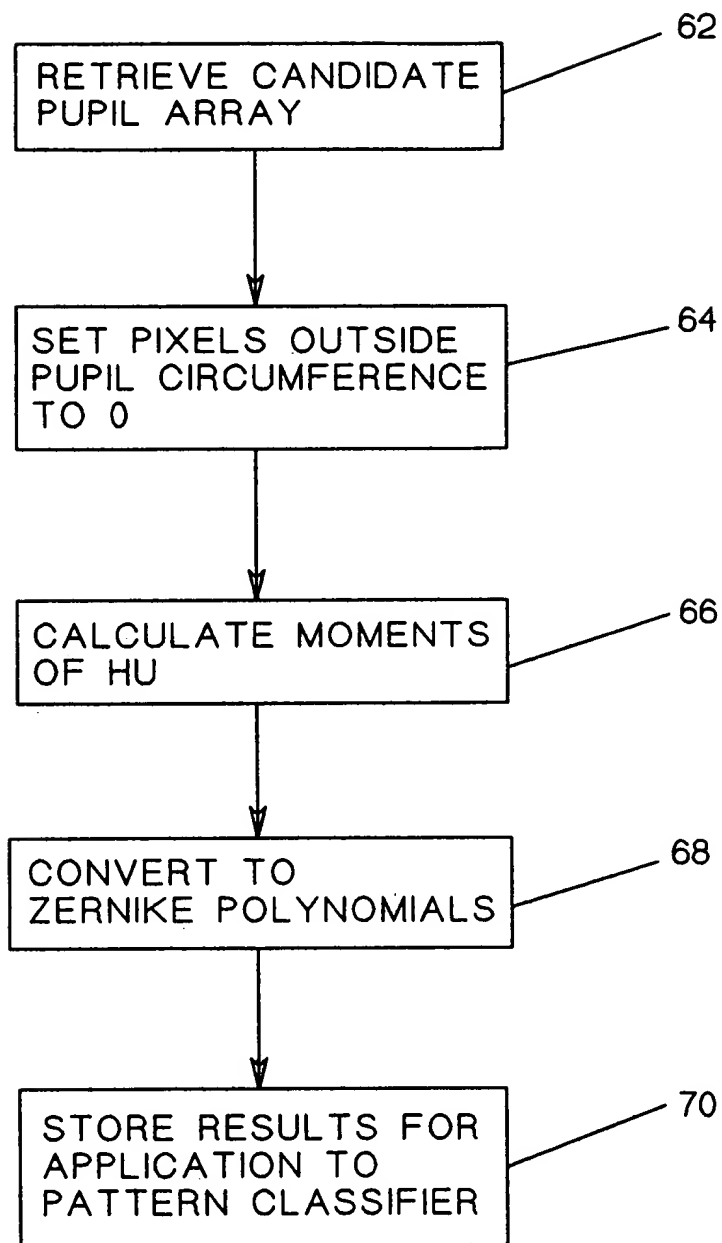 62
RETRIEVE CANDIDATE
PUPIL ARRAY
64
SET PIXELS OUTSIDE
PUPIL CIRCUMFERENCE
TO 0
66
CALCULATE MOMENTS
OF HU
68
CONVERT TO
ZERNIKE POLYNOMIALS
70
STORE RESULTS FOR
APPLICATION TO
PATTERN CLASSIFIER